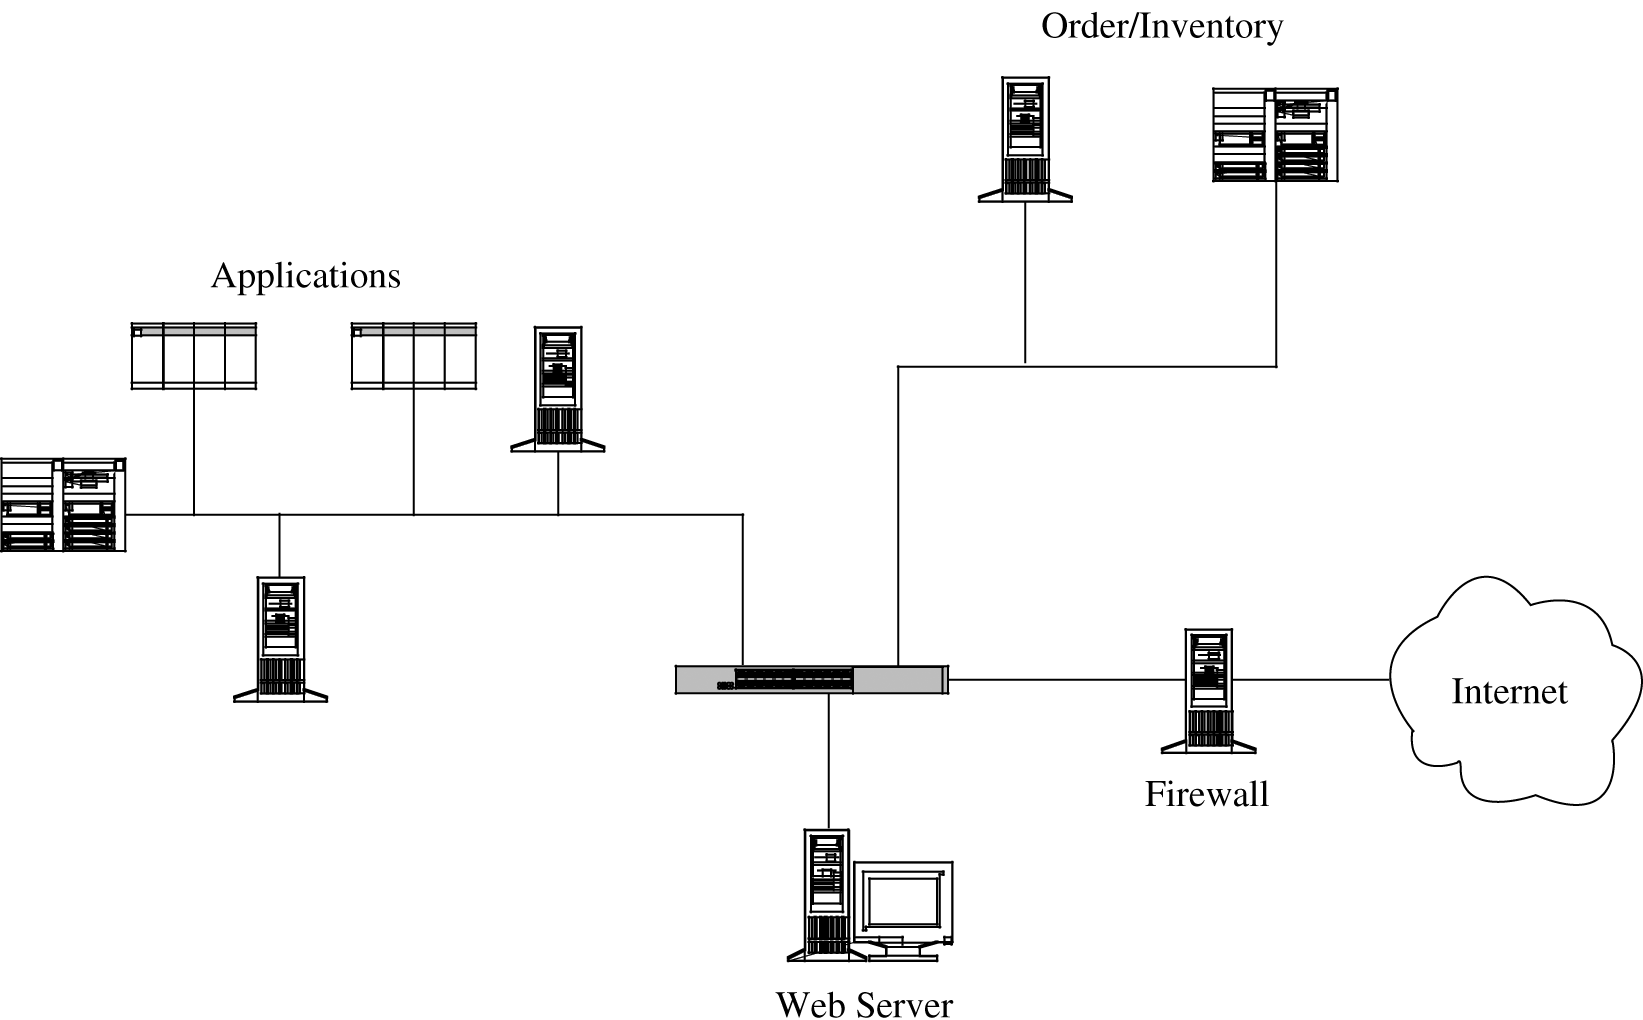 Order/Inventory
Applications
Internet
Firewall
Web Server